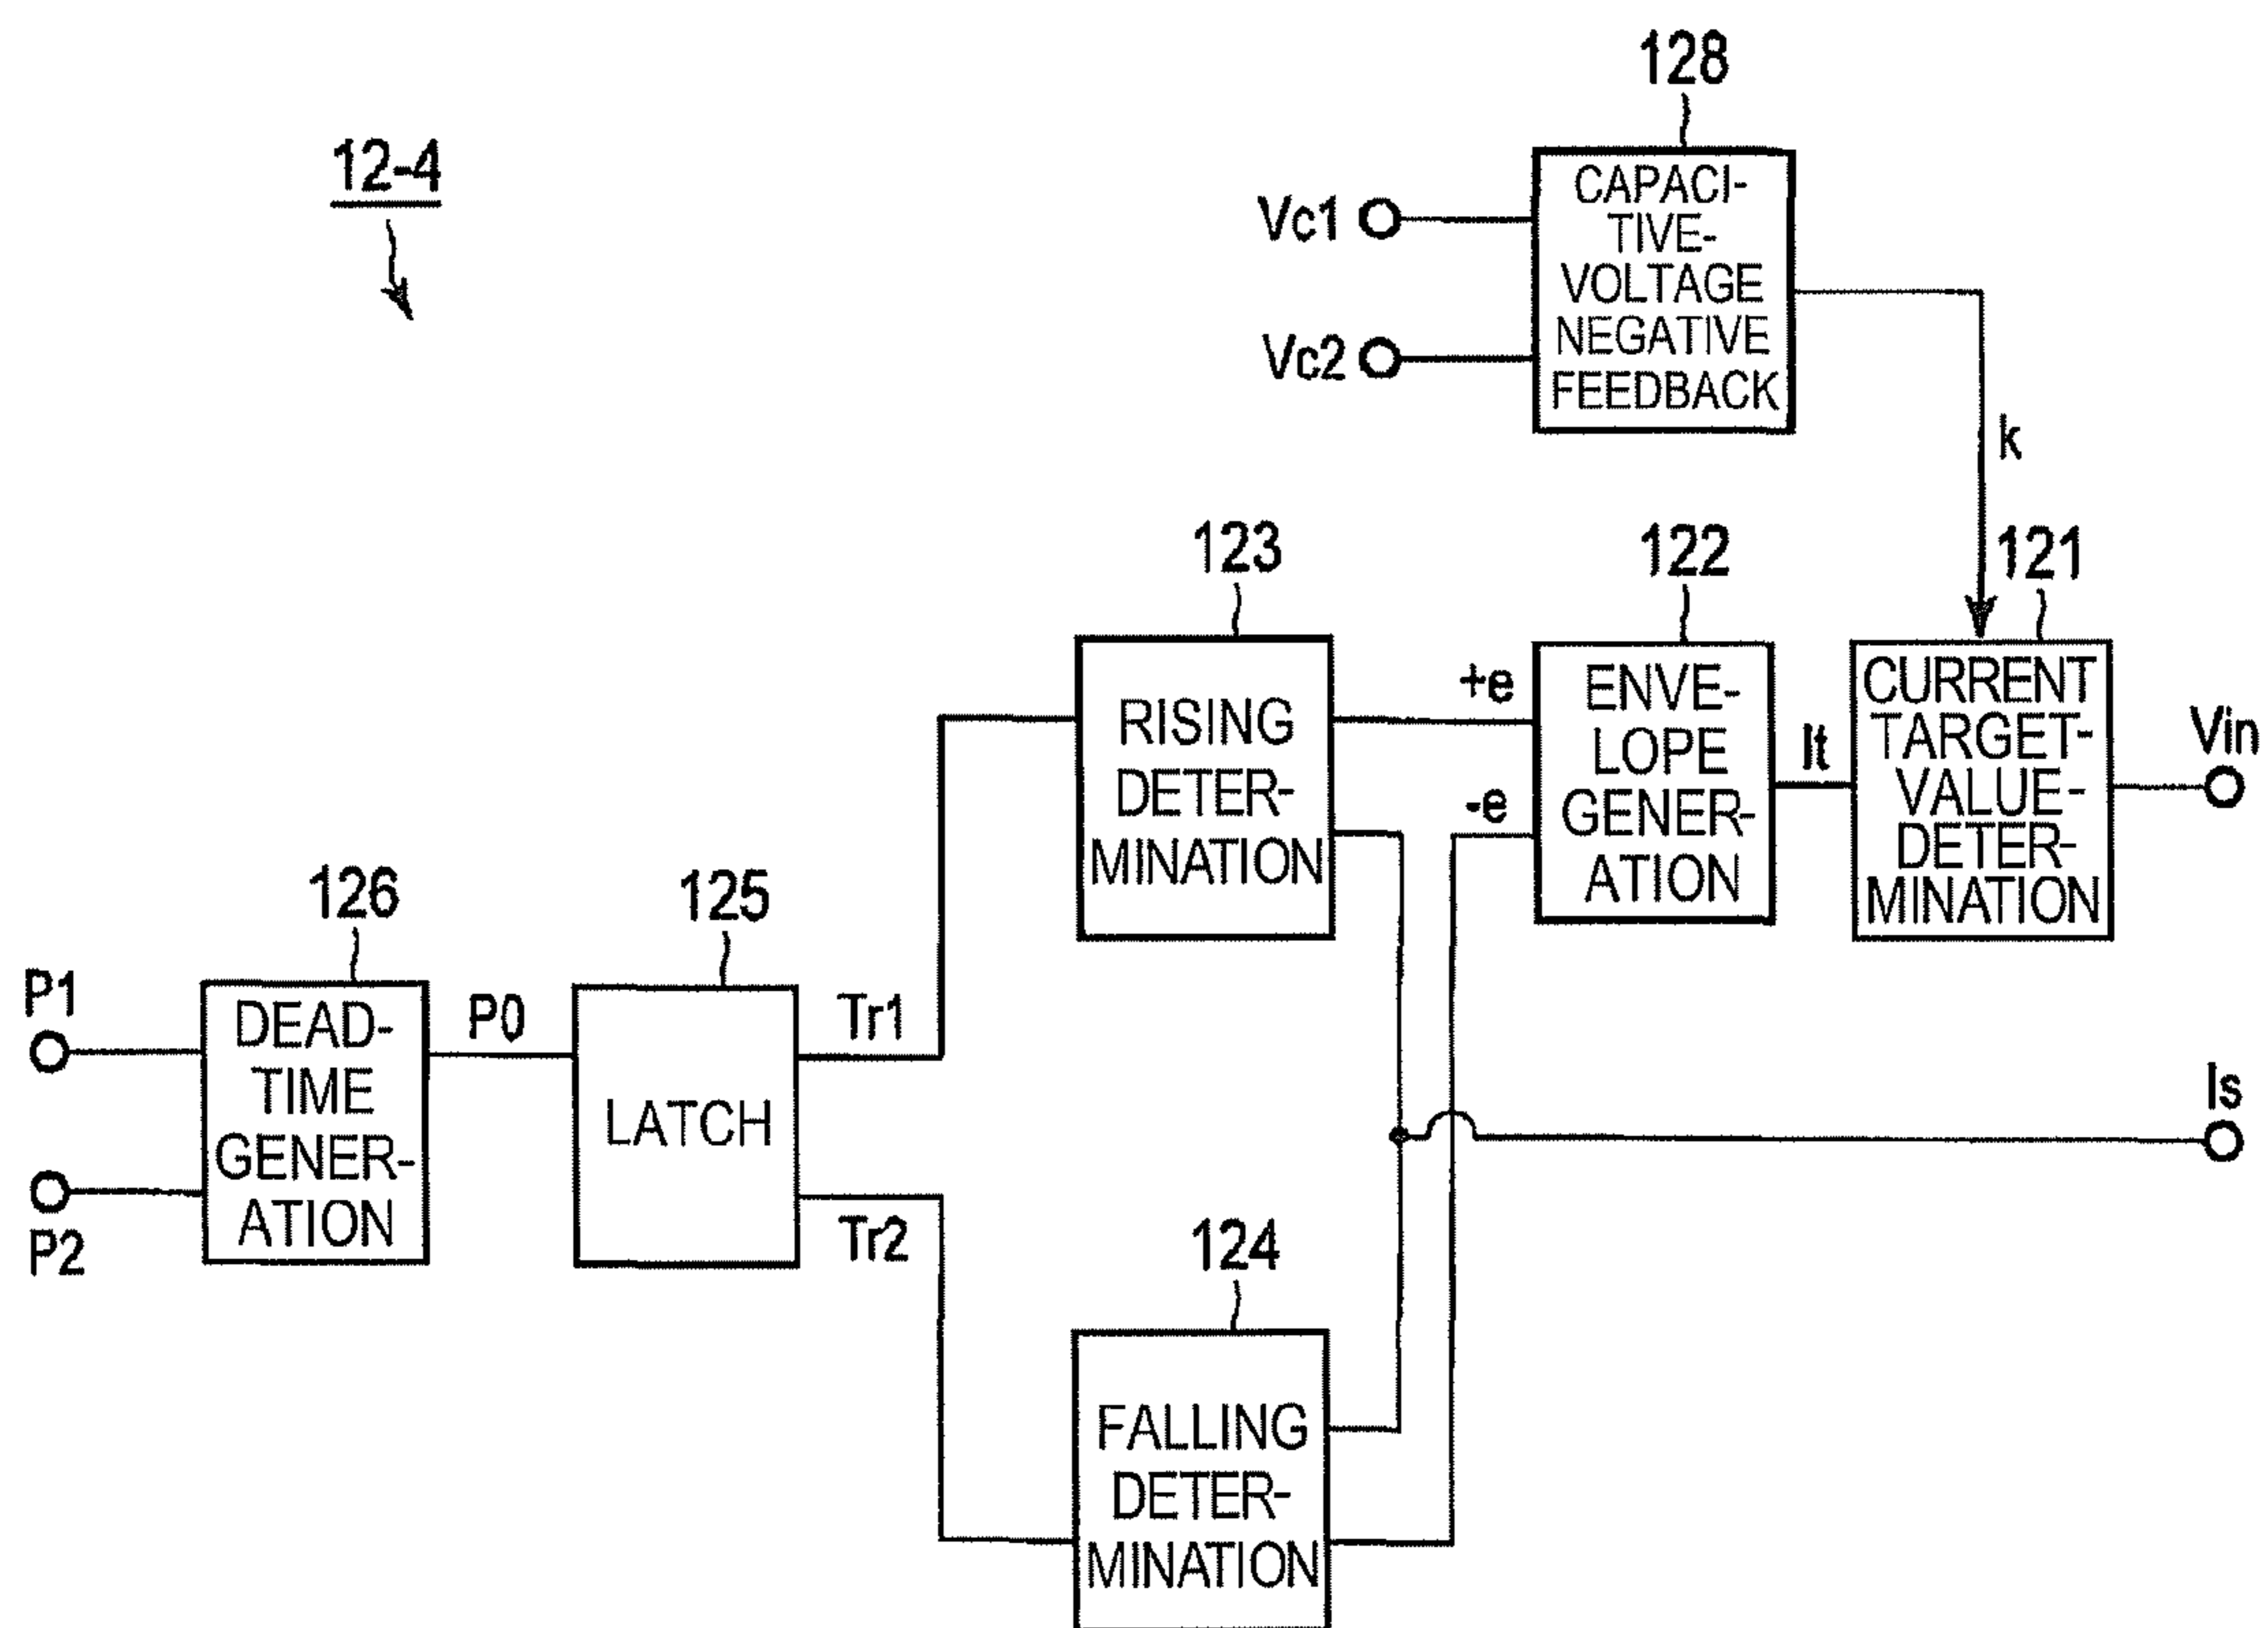 128
12-4
Vc1
Vc2
CAPACI-
TIVE-
VOLTAGE
NEGATIVE
FEEDBACK
k
123
122
121
RISING
DETER-
MINATION
+e
-e
ENVE-
LOPE
GENER-
ATION
It
CURRENT
TARGET-
VALUE-
DETER-
MINATION
Vin
126
125
P1
P2
DEAD-
TIME
GENER-
ATION
P0
LATCH
Tr1
Tr2
Is
124
FALLING
DETER-
MINATION